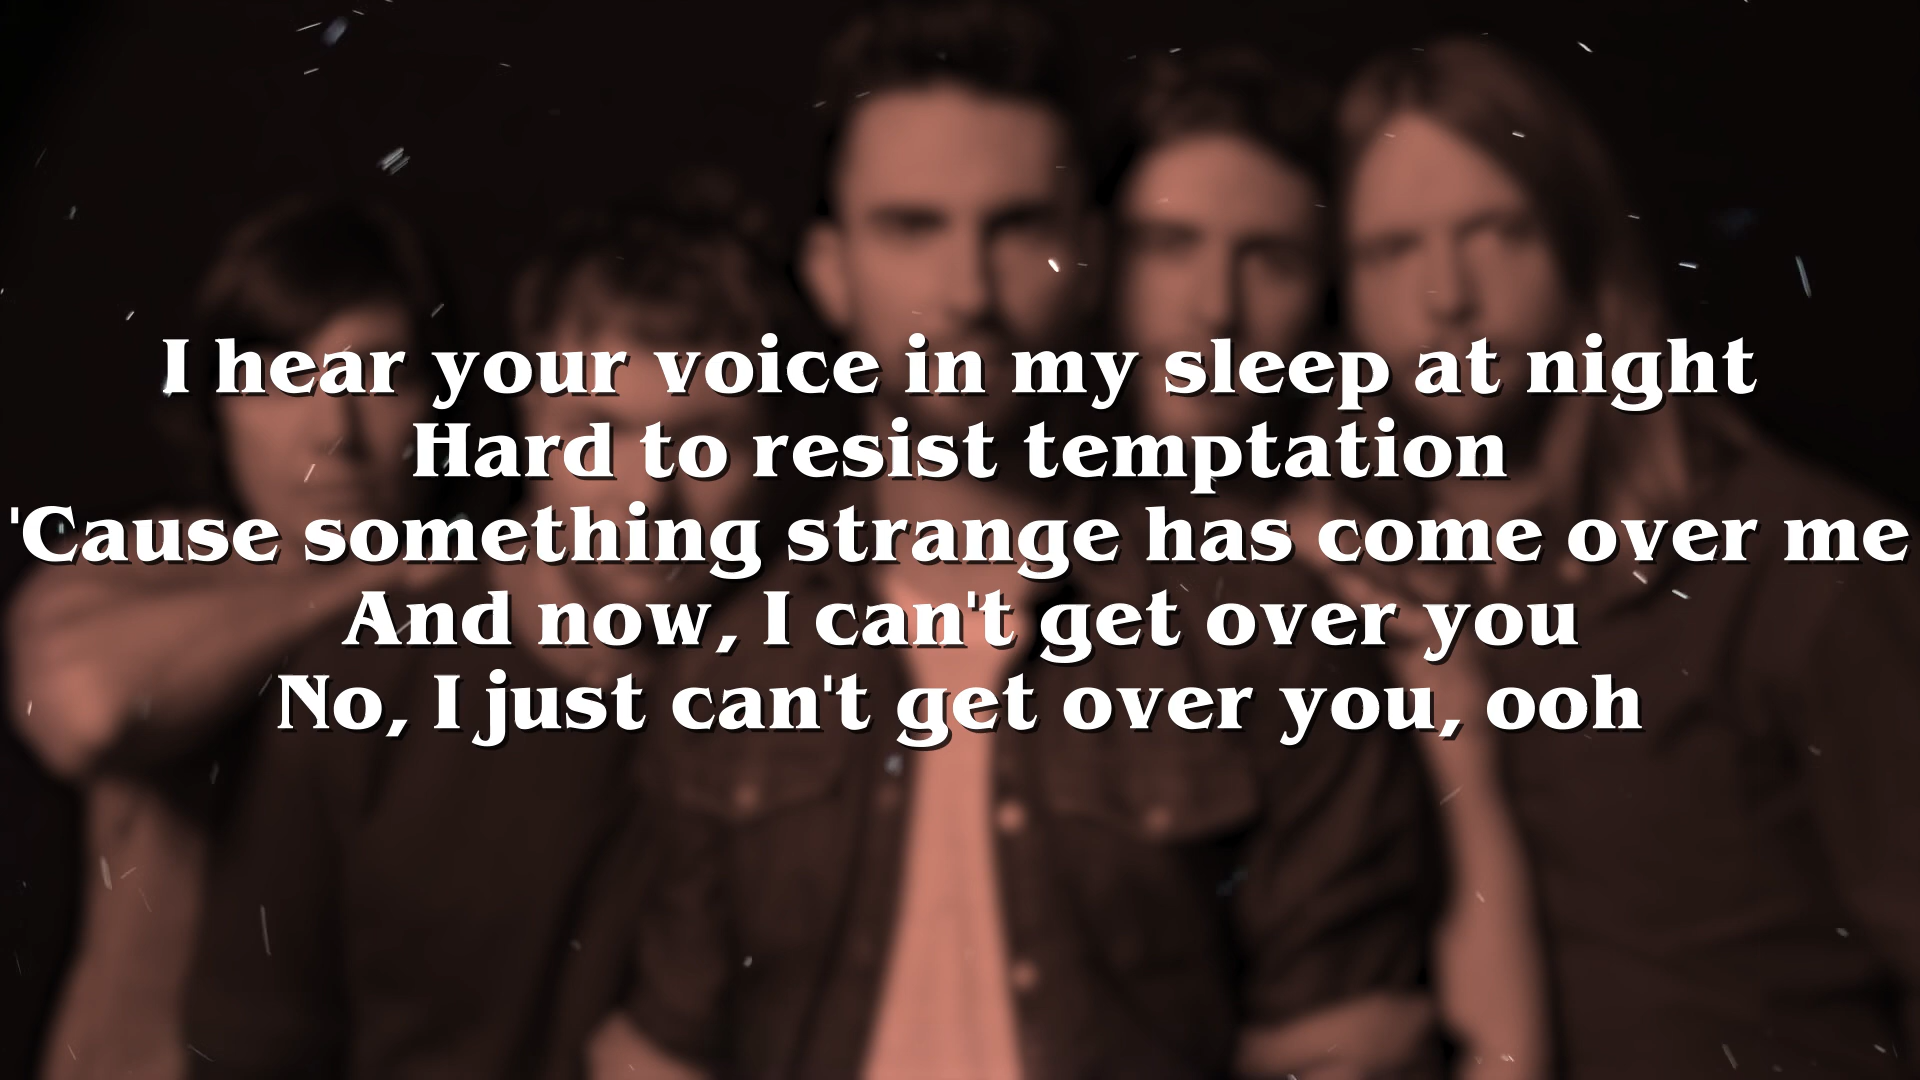 I hear your voice in my sleep at night
Hard to resist temptation
'Cause something strange has come over me
And now, I can't get over you
No, I just can't get over you, ooh